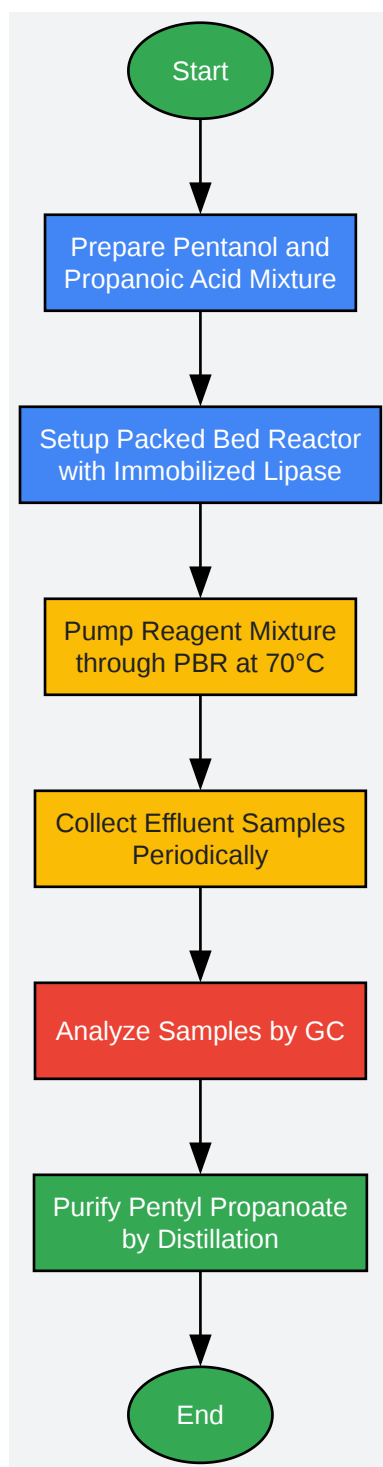 Start
Prepare Pentanol and
Propanoic Acid Mixture
Setup Packed Bed Reactor
with Immobilized Lipase
Pump Reagent Mixture
through PBR at 70°C
Collect Effluent Samples
Periodically
Analyze Samples by GC
Purify Pentyl Propanoate
by Distillation
End